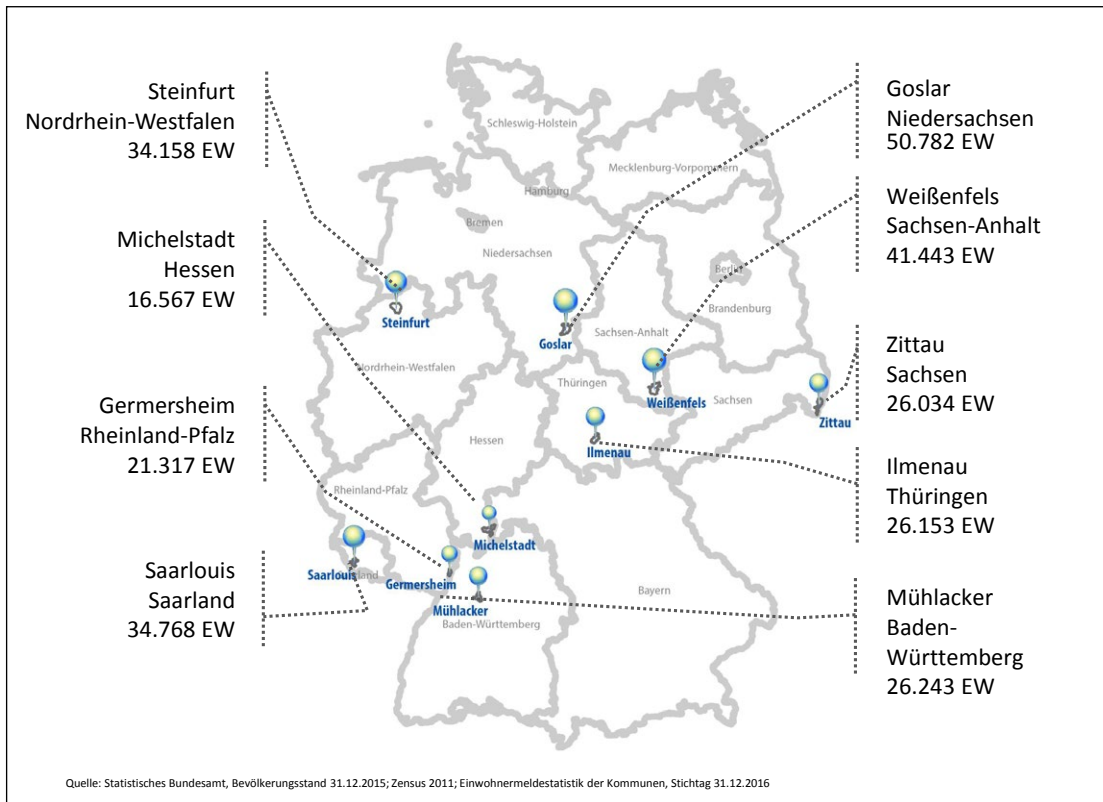 Steinfurt
Nordrhein-Westfalen
34.158 EW
Michelstadt
Hessen
16.567 EW
Germersheim
Rheinland-Pfalz
21.317 EW
Saarlouis
Saarland
34.768 EW
Schleswig-Holstein
Mecklenburg-Vorpommern
Hamburg
Bremen
Niedersachsen
Berlin
Brandenburg
Steinfurt
Goslar
Sachsen-Anhalt
Nordrhein-Westfalen
Thüringen
Weißenfels
Sachsen
Zittau
Hessen
Ilmenau
Rheinland-Pfalz
Michelstadt
Saarlouis
Germersheim
Bayern
Mühlacker
Baden-Württemberg
Goslar
Niedersachsen
50.782 EW
Weißenfels
Sachsen-Anhalt
41.443 EW
Zittau
Sachsen
26.034 EW
Ilmenau
Thüringen
26.153 EW
Mühlacker
Baden-
Württemberg
26.243 EW
Quelle: Statistisches Bundesamt, Bevölkerungsstand 31.12.2015; Zensus 2011; Einwohnermeldestatistik der Kommunen, Stichtag 31.12.2016